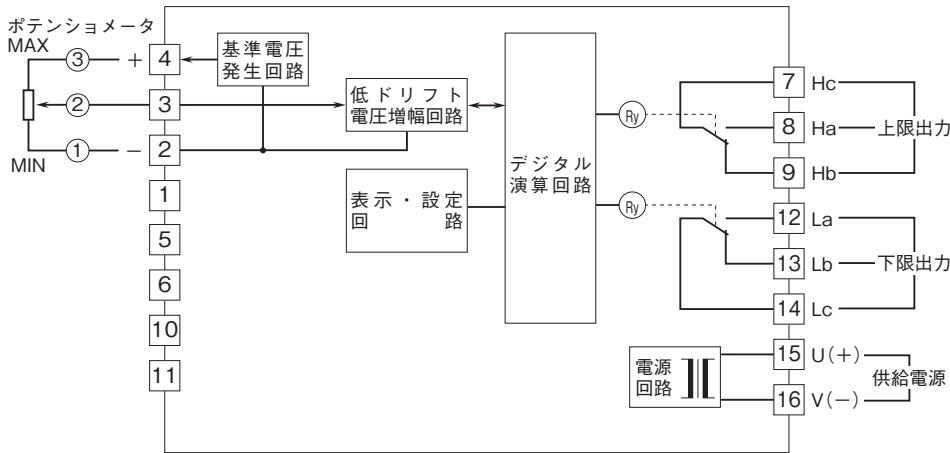 ポテンショメータ
MAX
③
+
4
基準電圧
発生回路
②
3
低ドリフト
電圧増幅回路
①
−
2
MIN
1
5
6
10
11
表示・設定
回路
デジタル
演算回路
Ry
Ry
7 Hc
8 Ha
9 Hb
上限出力
12 La
13 Lb
14 Lc
下限出力
電源
回路
15 U(+)
16 V(−)
供給電源